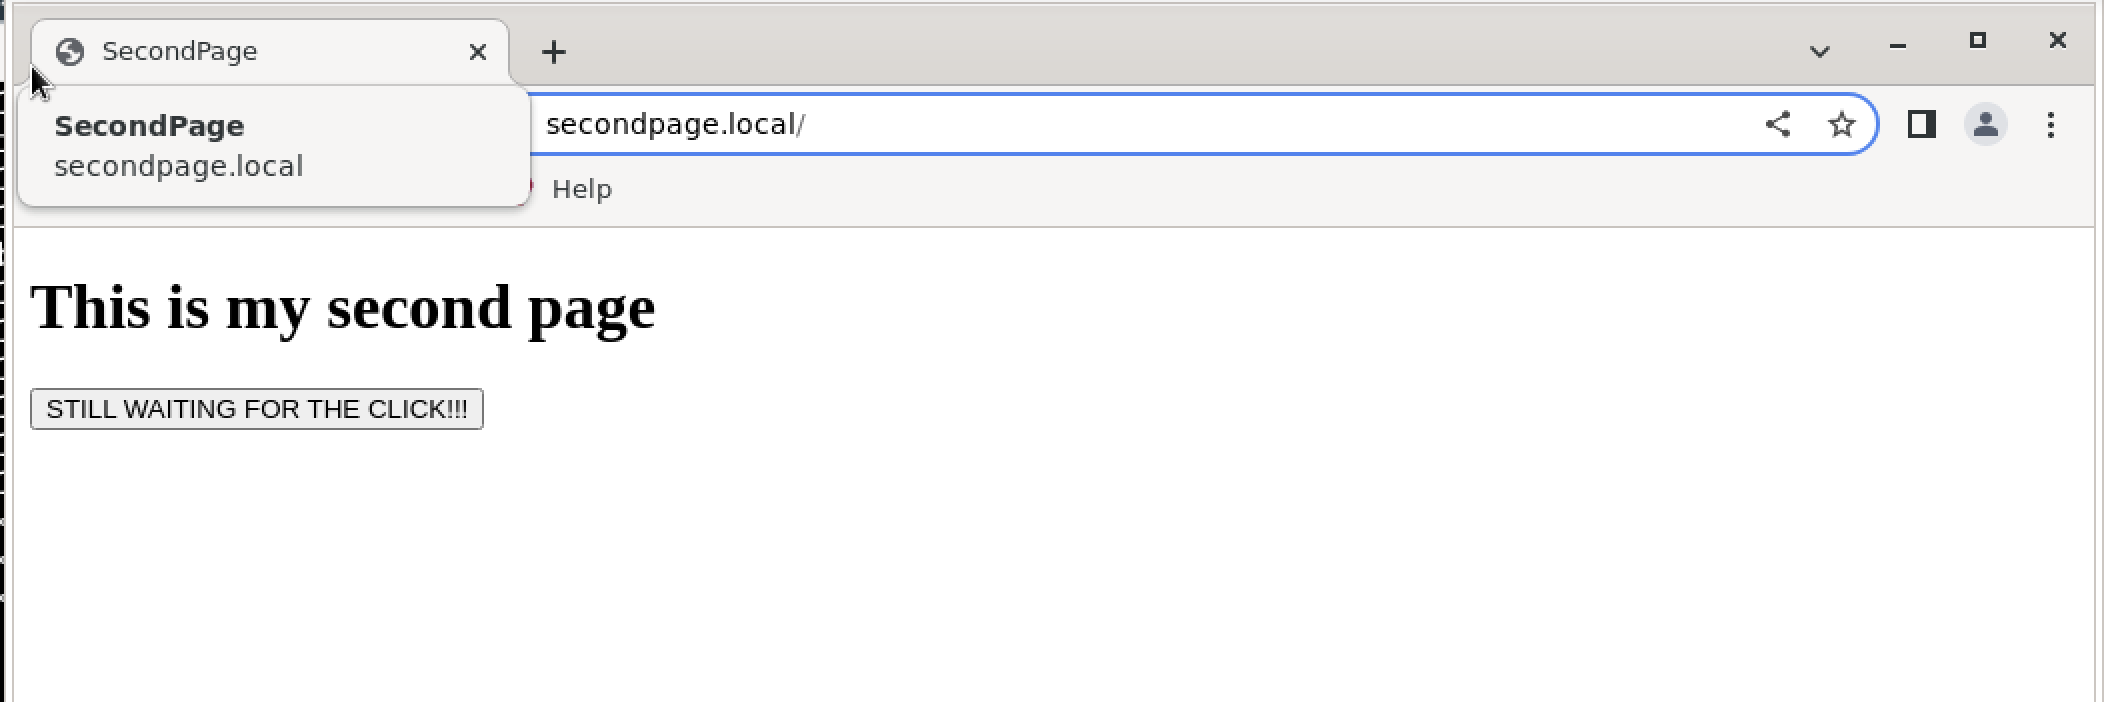 SecondPage
SecondPage
secondpage.local
secondpage.local/
Help
This is my second page
STILL WAITING FOR THE CLICK!!!